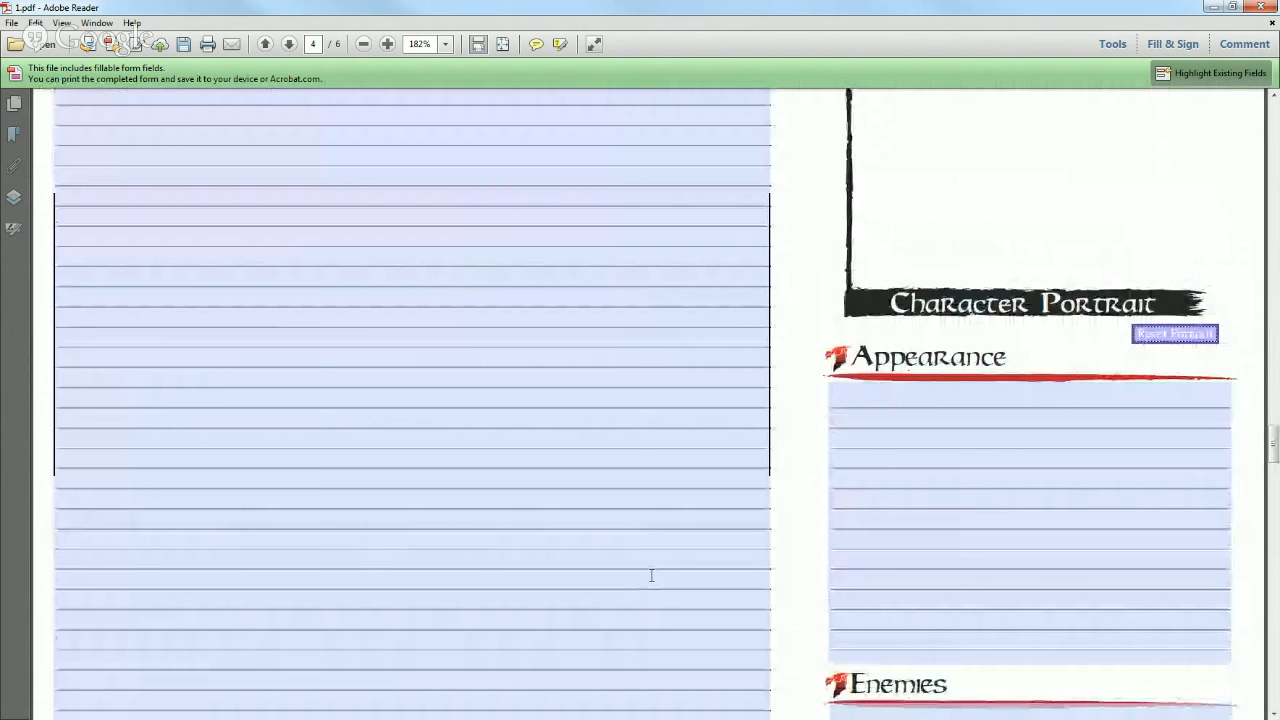 1.pdf - Adobe Reader
File Edit View Window Help
Google
4 / 6 182% Tools Fill & Sign Comment
This file includes fillable form fields.
You can print the completed form and save it to your device or Acrobat.com.
Highlight Existing Fields
Character Portrait
Reset Portrait
Appearance
Enemies